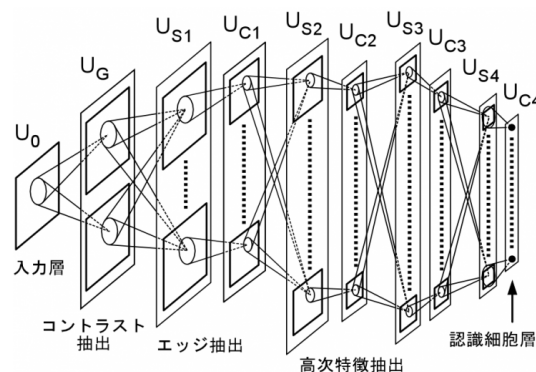 U0
UG
US1
UC1
US2
UC2
US3
UC3
US4
UC4
入力層
コントラスト
抽出
エッジ抽出
高次特徴抽出
認識細胞層